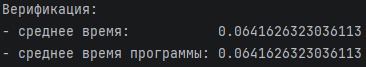 Верификация:
- среднее время: 0.0641626323036113
- среднее время программы: 0.0641626323036113